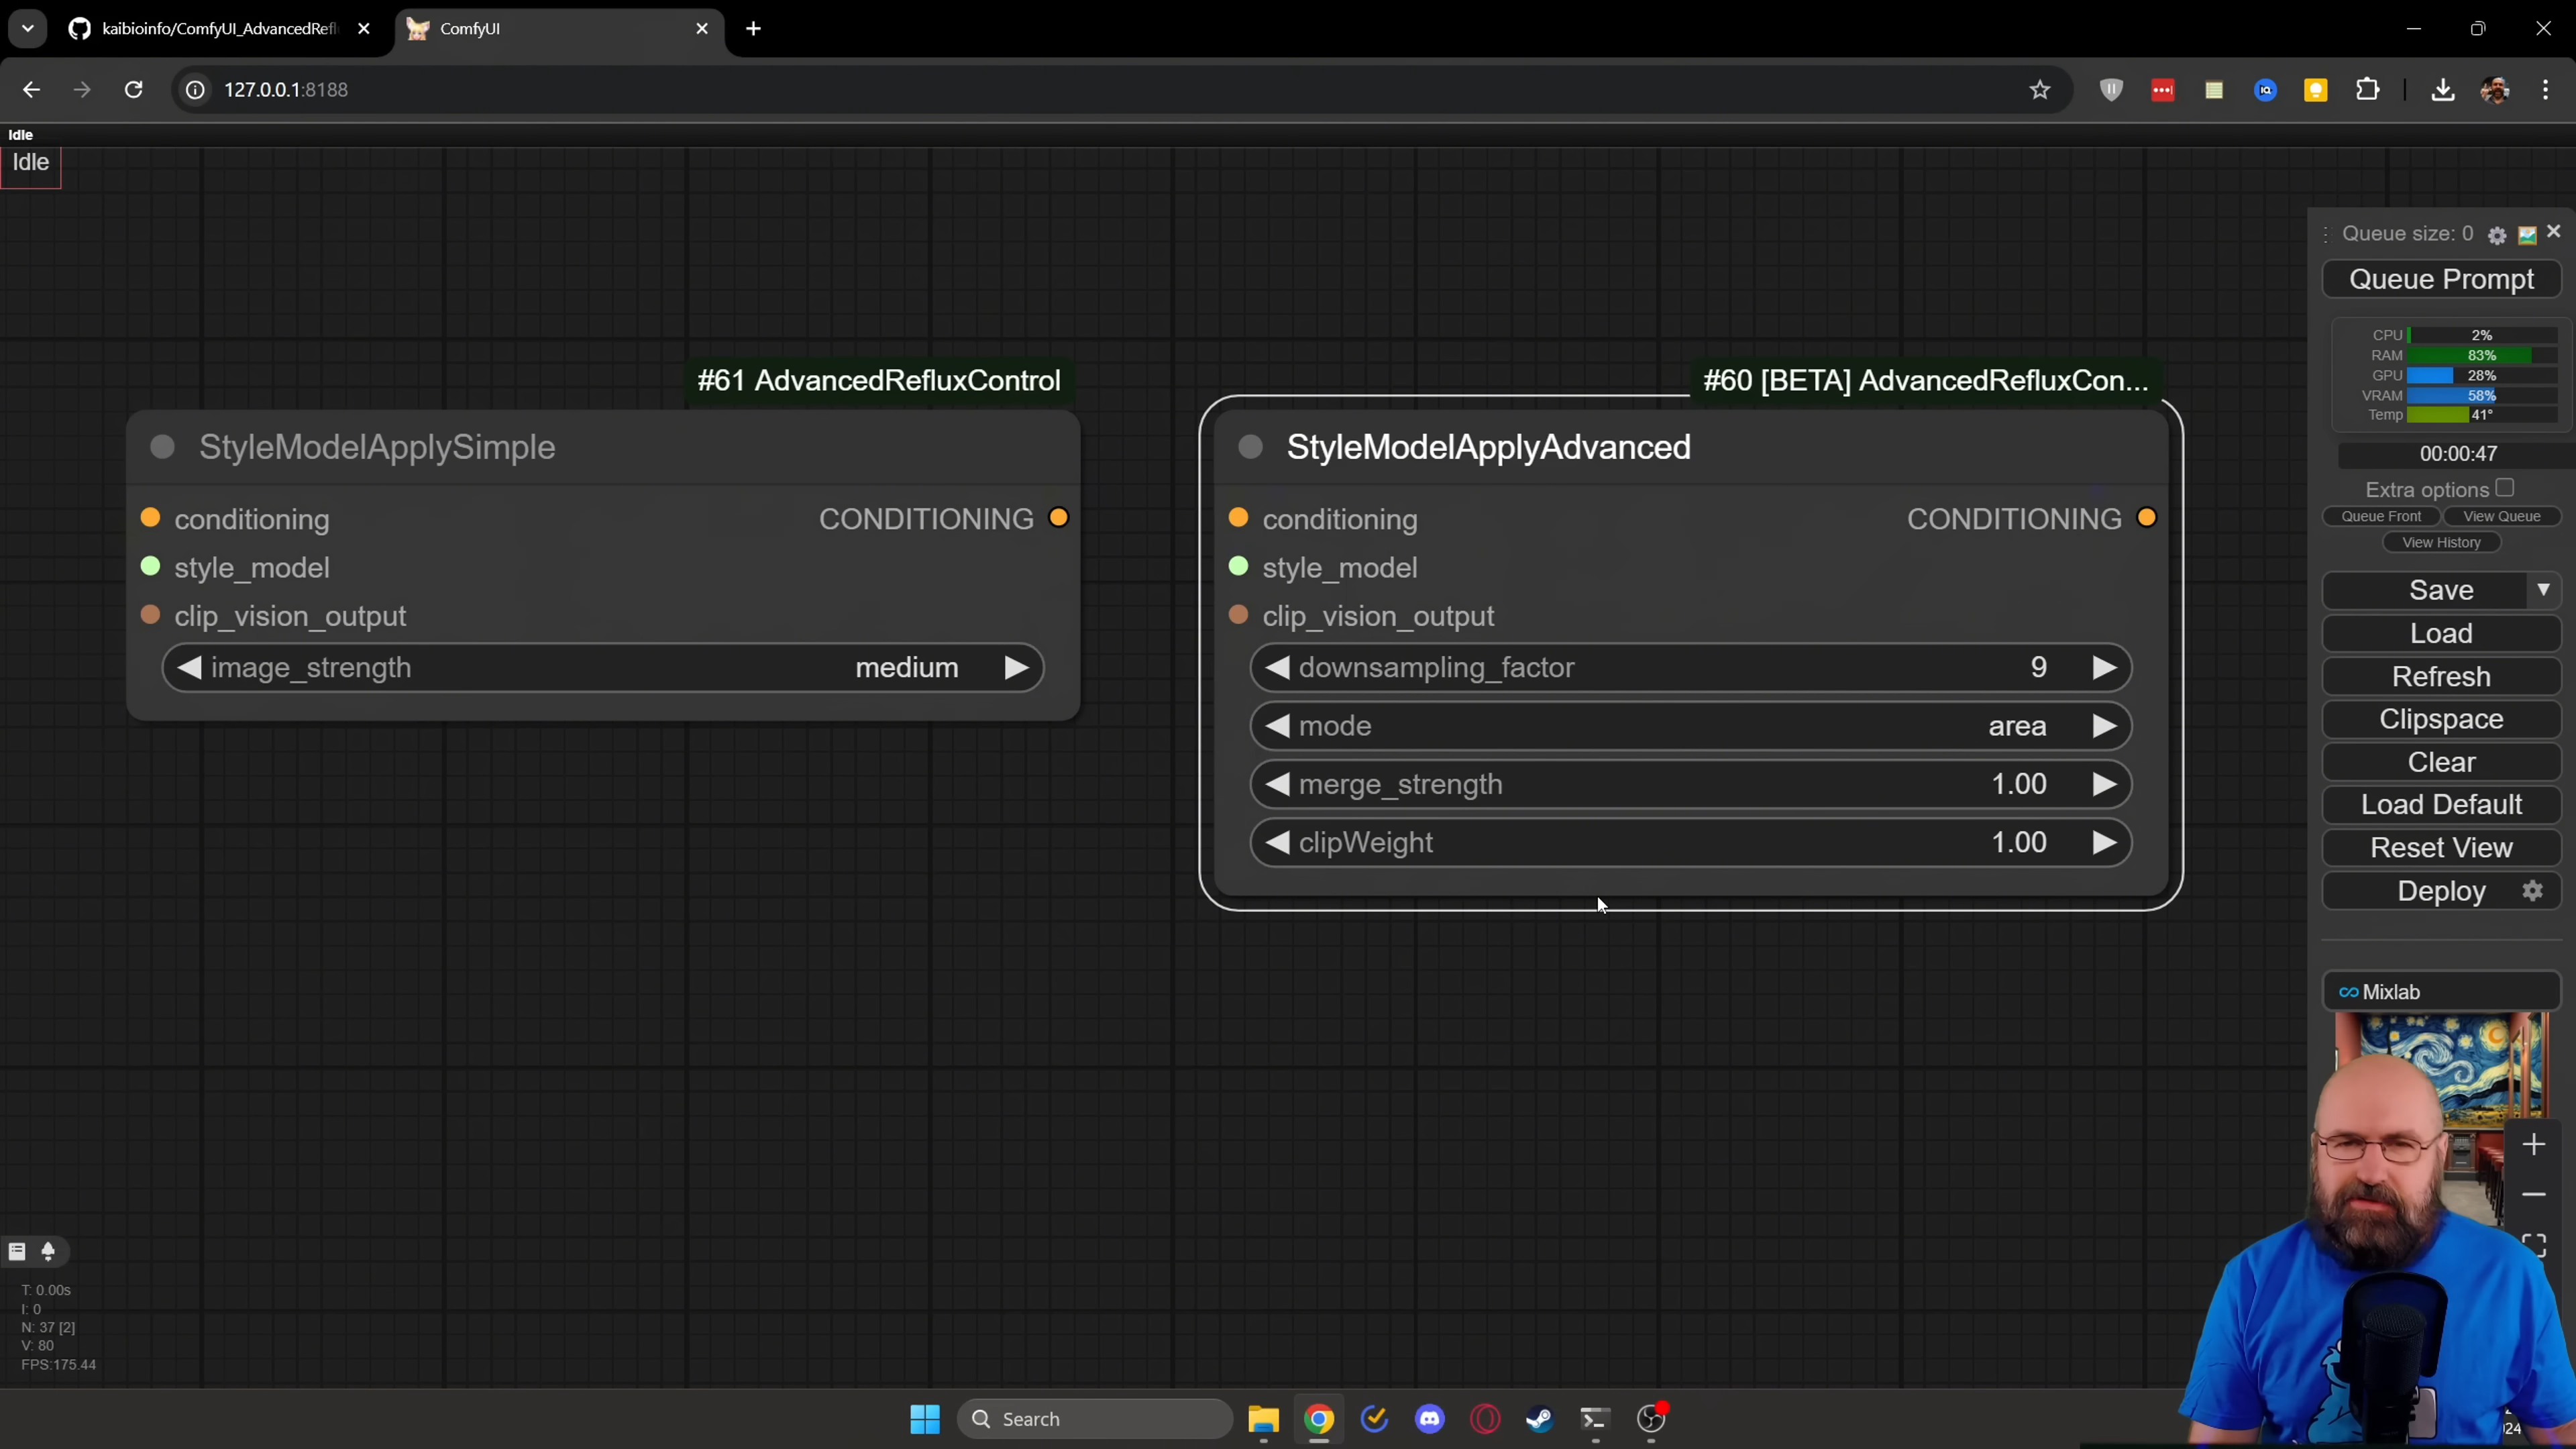 kaibioinfo/ComfyUI_AdvancedRefl
ComfyUI
127.0.0.1:8188
Idle
Idle
Queue size: 0
Queue Prompt
CPU 2%
RAM 83%
GPU 28%
VRAM 58%
Temp 41°
00:00:47
Extra options
Queue Front View Queue
View History
Save
Load
Refresh
Clipspace
Clear
Load Default
Reset View
Deploy
Mixlab
#61 AdvancedRefluxControl
StyleModelApplySimple
conditioning CONDITIONING
style_model
clip_vision_output
image_strength medium
#60 [BETA] AdvancedRefluxCon...
StyleModelApplyAdvanced
conditioning CONDITIONING
style_model
clip_vision_output
downsampling_factor 9
mode area
merge_strength 1.00
clipWeight 1.00
T: 0.00s
I: 0
N: 37 [2]
V: 80
FPS:175.44
Search